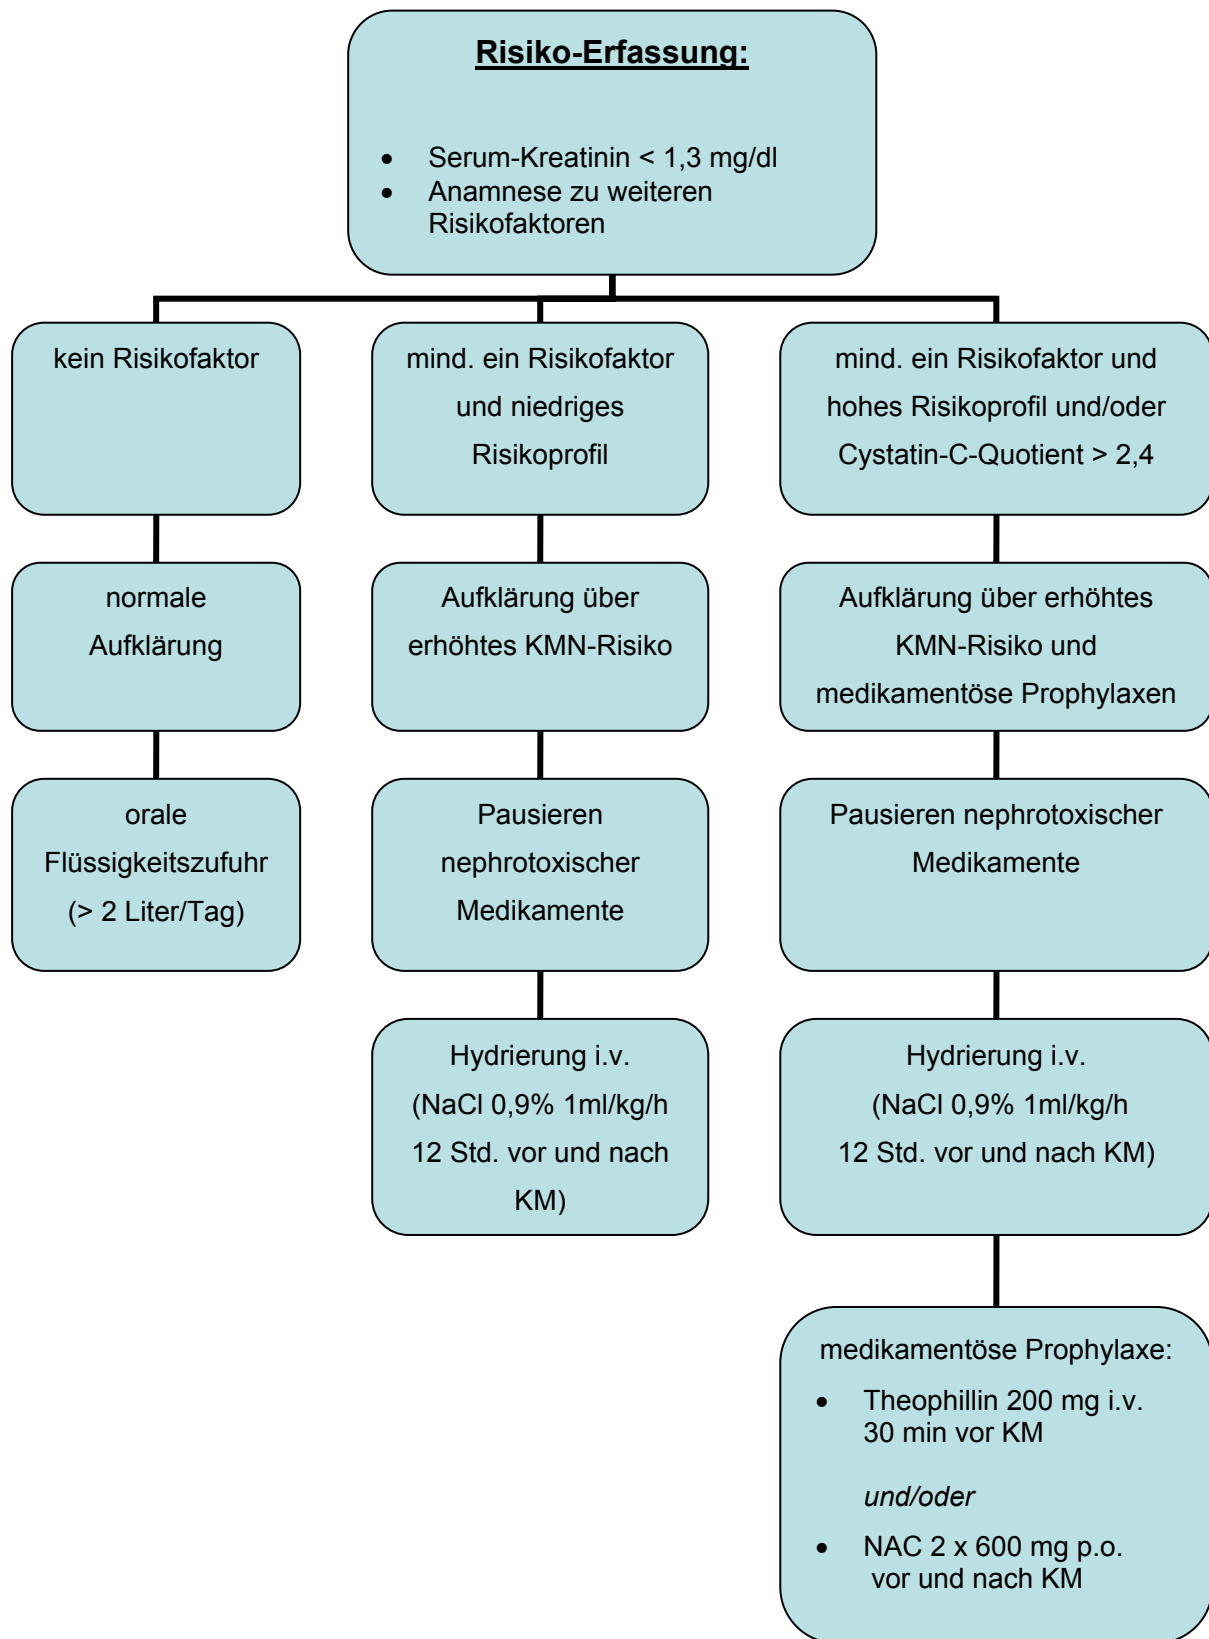 Risiko-Erfassung:
• Serum-Kreatinin < 1,3 mg/dl
• Anamnese zu weiteren
Risikofaktoren
kein Risikofaktor
mind. ein Risikofaktor
und niedriges
Risikoprofil
mind. ein Risikofaktor und
hohes Risikoprofil und/oder
Cystatin-C-Quotient > 2,4
normale
Aufklärung
Aufklärung über
erhöhtes KMN-Risiko
Aufklärung über erhöhtes
KMN-Risiko und
medikamentöse Prophylaxen
orale
Flüssigkeitszufuhr
(> 2 Liter/Tag)
Pausieren
nephrotoxischer
Medikamente
Pausieren nephrotoxischer
Medikamente
Hydrierung i.v.
(NaCl 0,9% 1ml/kg/h
12 Std. vor und nach
KM)
Hydrierung i.v.
(NaCl 0,9% 1ml/kg/h
12 Std. vor und nach KM)
medikamentöse Prophylaxe:
• Theophillin 200 mg i.v.
30 min vor KM
und/oder
• NAC 2 x 600 mg p.o.
vor und nach KM